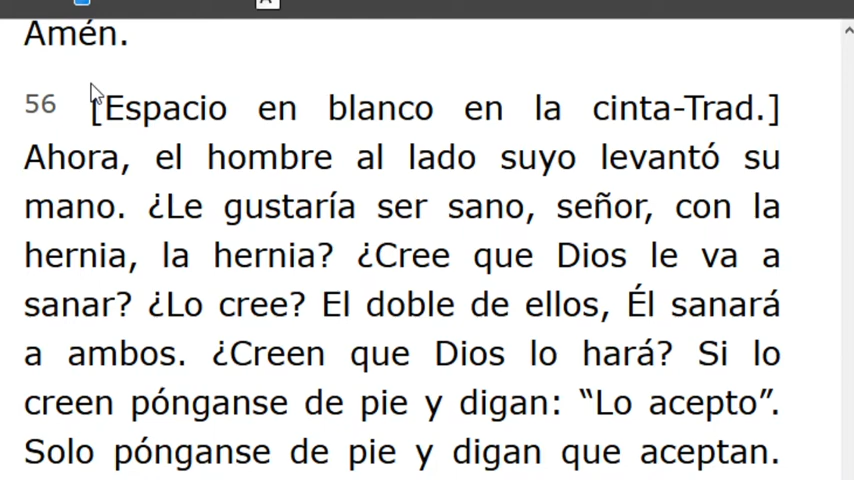 Amén.
56 [Espacio en blanco en la cinta-Trad.]
Ahora, el hombre al lado suyo levantó su
mano. ¿Le gustaría ser sano, señor, con la
hernia, la hernia? ¿Cree que Dios le va a
sanar? ¿Lo cree? El doble de ellos, Él sanará
a ambos. ¿Creen que Dios lo hará? Si lo
creen pónganse de pie y digan: “Lo acepto”.
Solo pónganse de pie y digan que aceptan.